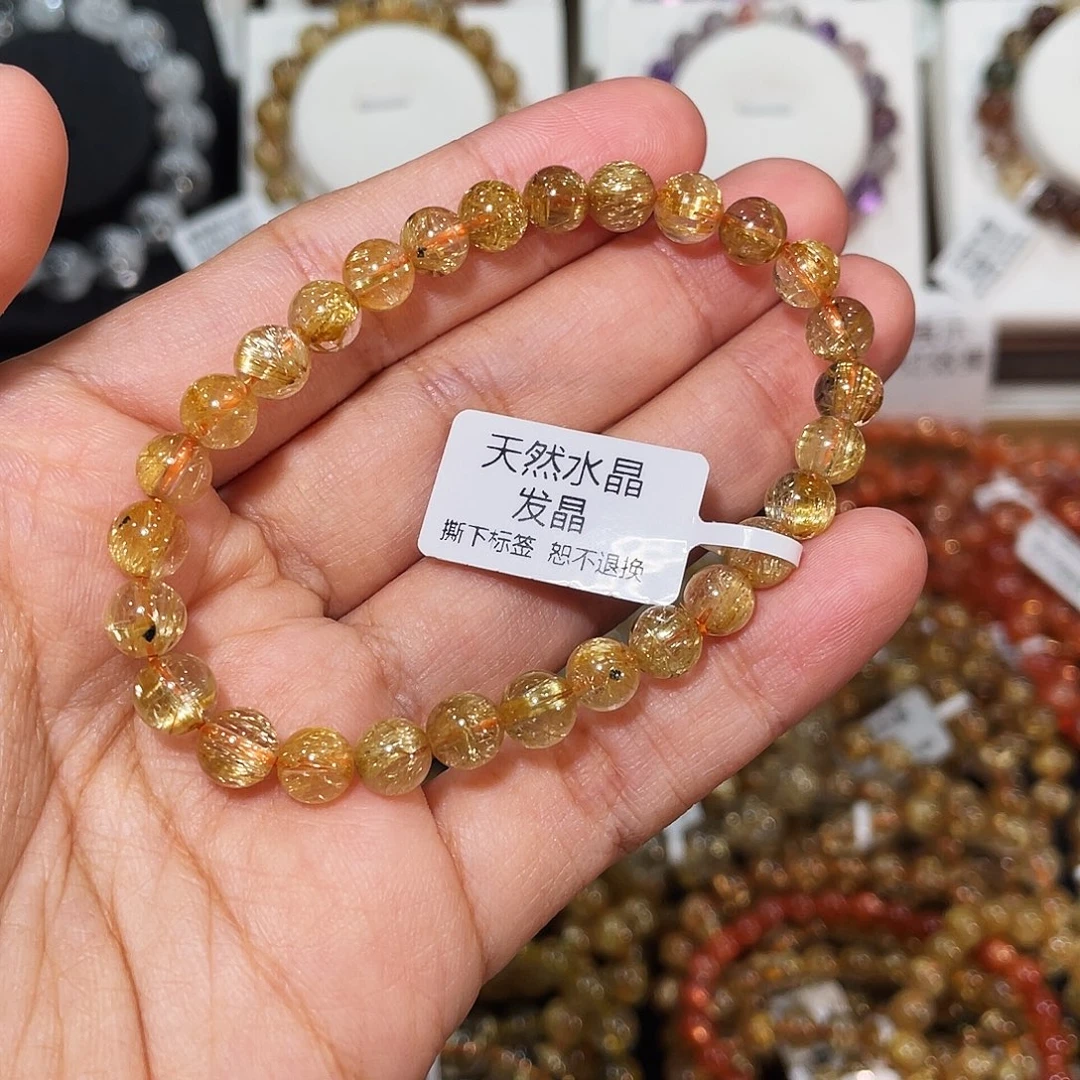 天然水晶
发晶
撕下标签 恕不退换